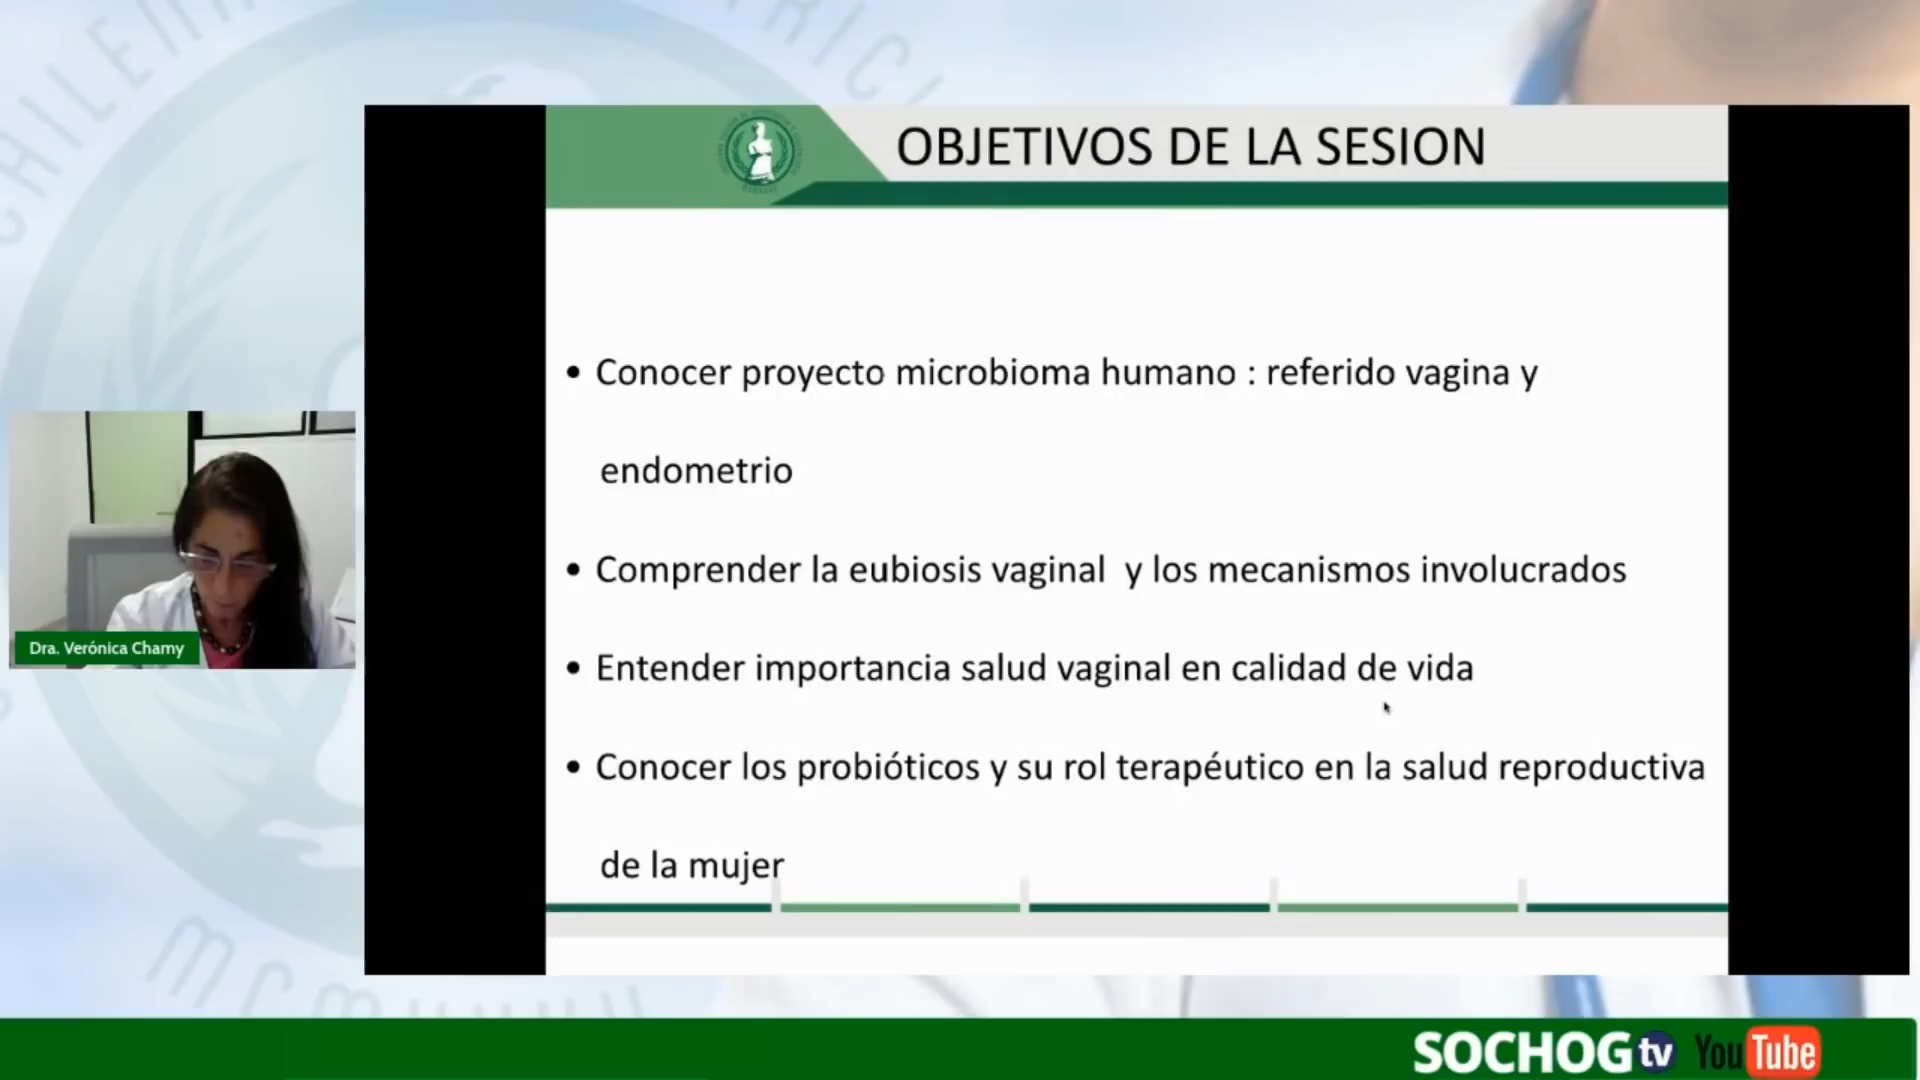 OBJETIVOS DE LA SESION
• Conocer proyecto microbioma humano : referido vagina y
endometrio
• Comprender la eubiosis vaginal y los mecanismos involucrados
• Entender importancia salud vaginal en calidad de vida
• Conocer los probióticos y su rol terapéutico en la salud reproductiva
de la mujer
Dra. Verónica Chamy
SOCHOG tv YouTube